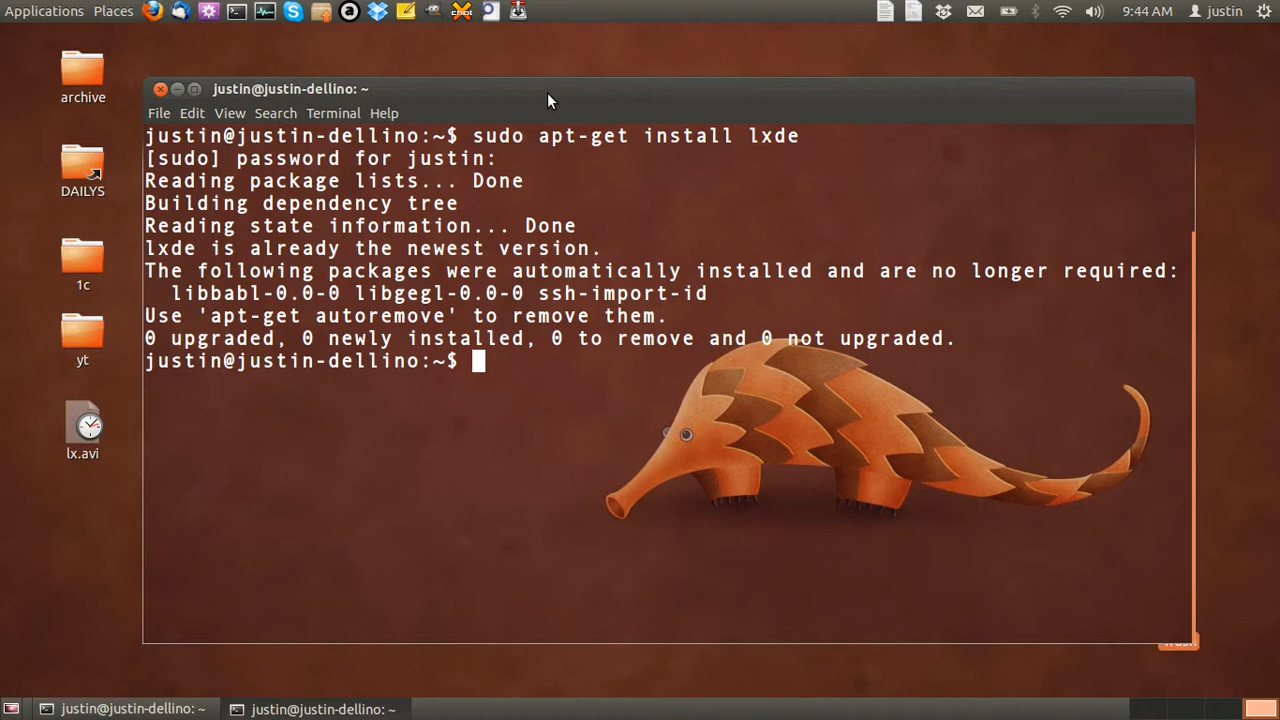 Applications Places
9:44 AM justin
archive
DAILYS
1c
yt
lx.avi
justin@justin-dellino: ~
File Edit View Search Terminal Help
justin@justin-dellino:~$ sudo apt-get install lxde
[sudo] password for justin:
Reading package lists... Done
Building dependency tree
Reading state information... Done
lxde is already the newest version.
The following packages were automatically installed and are no longer required:
libbabl-0.0-0 libgegl-0.0-0 ssh-import-id
Use 'apt-get autoremove' to remove them.
0 upgraded, 0 newly installed, 0 to remove and 0 not upgraded.
justin@justin-dellino:~$
justin@justin-dellino: ~
justin@justin-dellino: ~